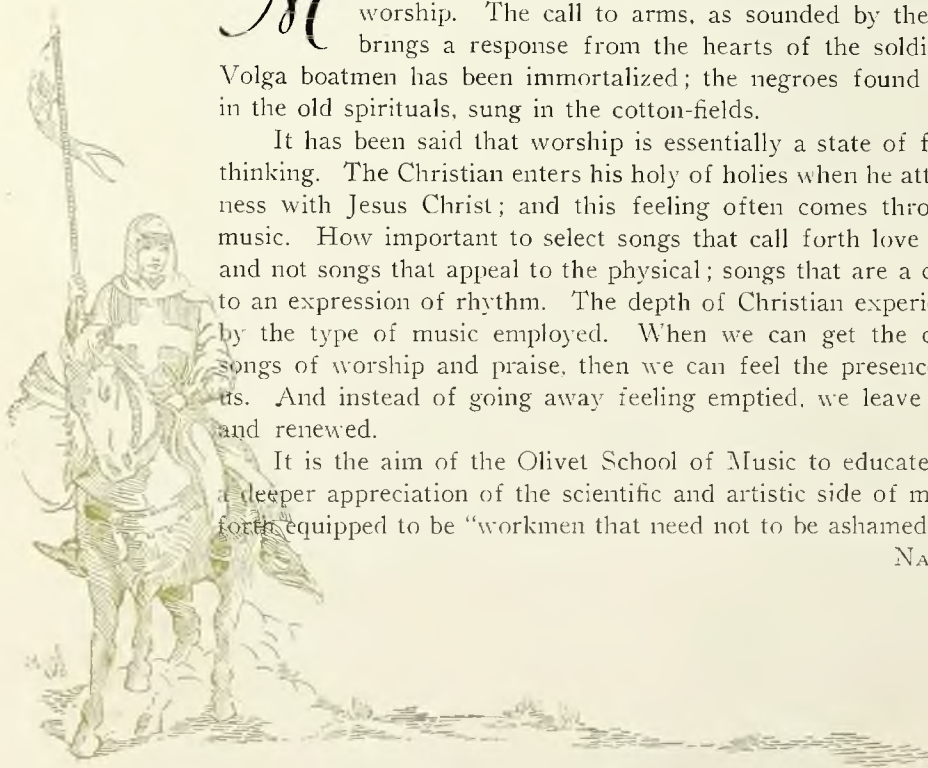 M worship. The call to arms, as sounded by the
brings a response from the hearts of the soldi
Volga boatmen has been immortalized; the negroes found
in the old spirituals, sung in the cotton-fields.
It has been said that worship is essentially a state of f
thinking. The Christian enters his holy of holies when he att
ness with Jesus Christ; and this feeling often comes thro
music. How important to select songs that call forth love
and not songs that appeal to the physical; songs that are a c
to an expression of rhythm. The depth of Christian experi
by the type of music employed. When we can get the c
songs of worship and praise, then we can feel the presenc
us. And instead of going away feeling emptied, we leave
and renewed.
It is the aim of the Olivet School of Music to educate
a deeper appreciation of the scientific and artistic side of m
forth equipped to be "workmen that need not to be ashamed
NA